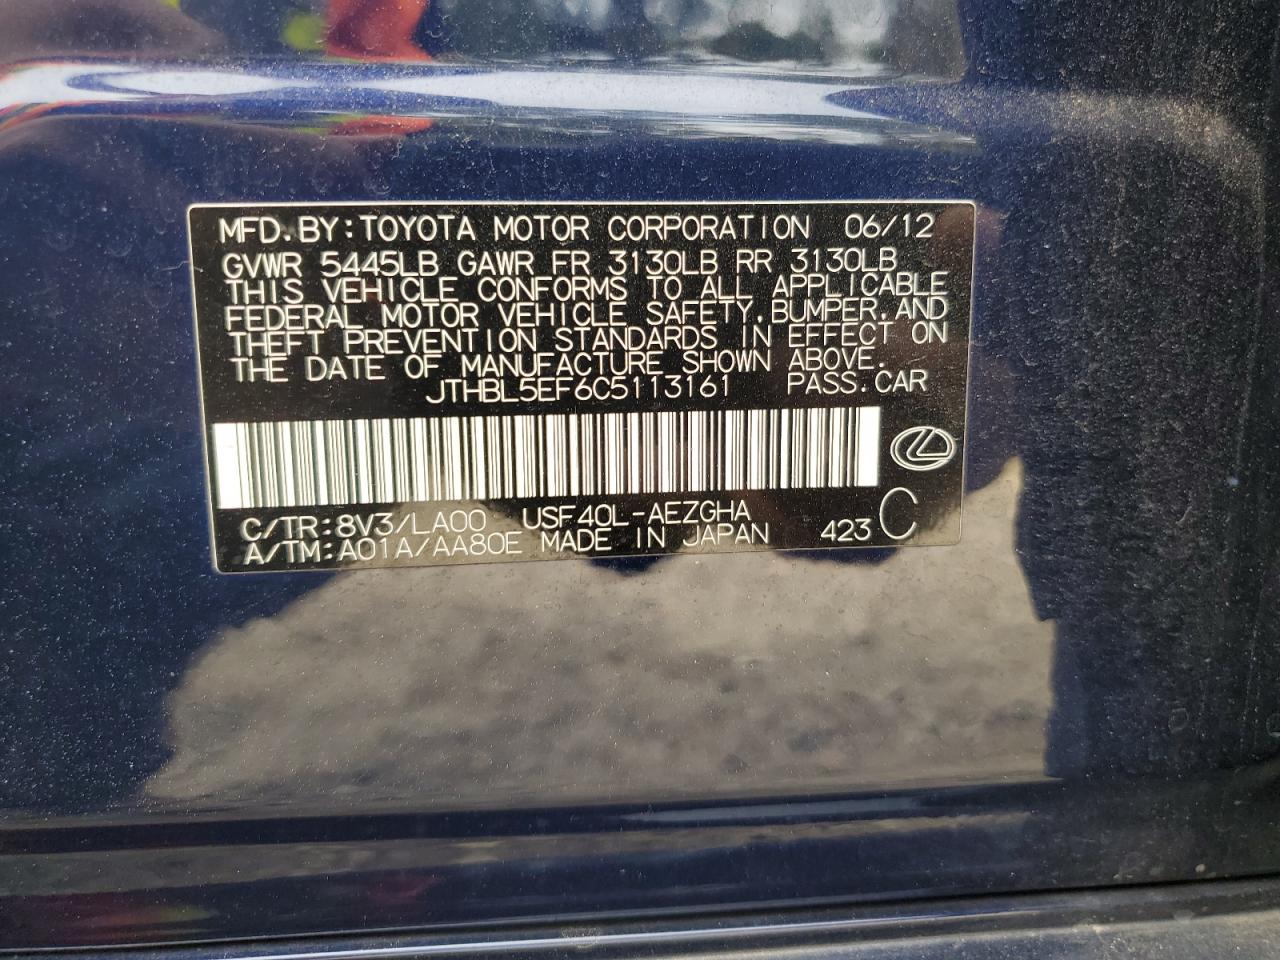 MFD.BY:TOYOTA MOTOR CORPORATION 06/12
GVWR 5445LB GAWR FR 3130LB RR 3130LB
THIS VEHICLE CONFORMS TO ALL APPLICABLE
FEDERAL MOTOR VEHICLE SAFETY,BUMPER,AND
THEFT PREVENTION STANDARDS IN EFFECT ON
THE DATE OF MANUFACTURE SHOWN ABOVE.
JTHBL5EF6C5113161 PASS.CAR
C/TR:8V3/LA00 USF40L-AEZGHA
A/TM:A01A/AA80E MADE IN JAPAN 423 C